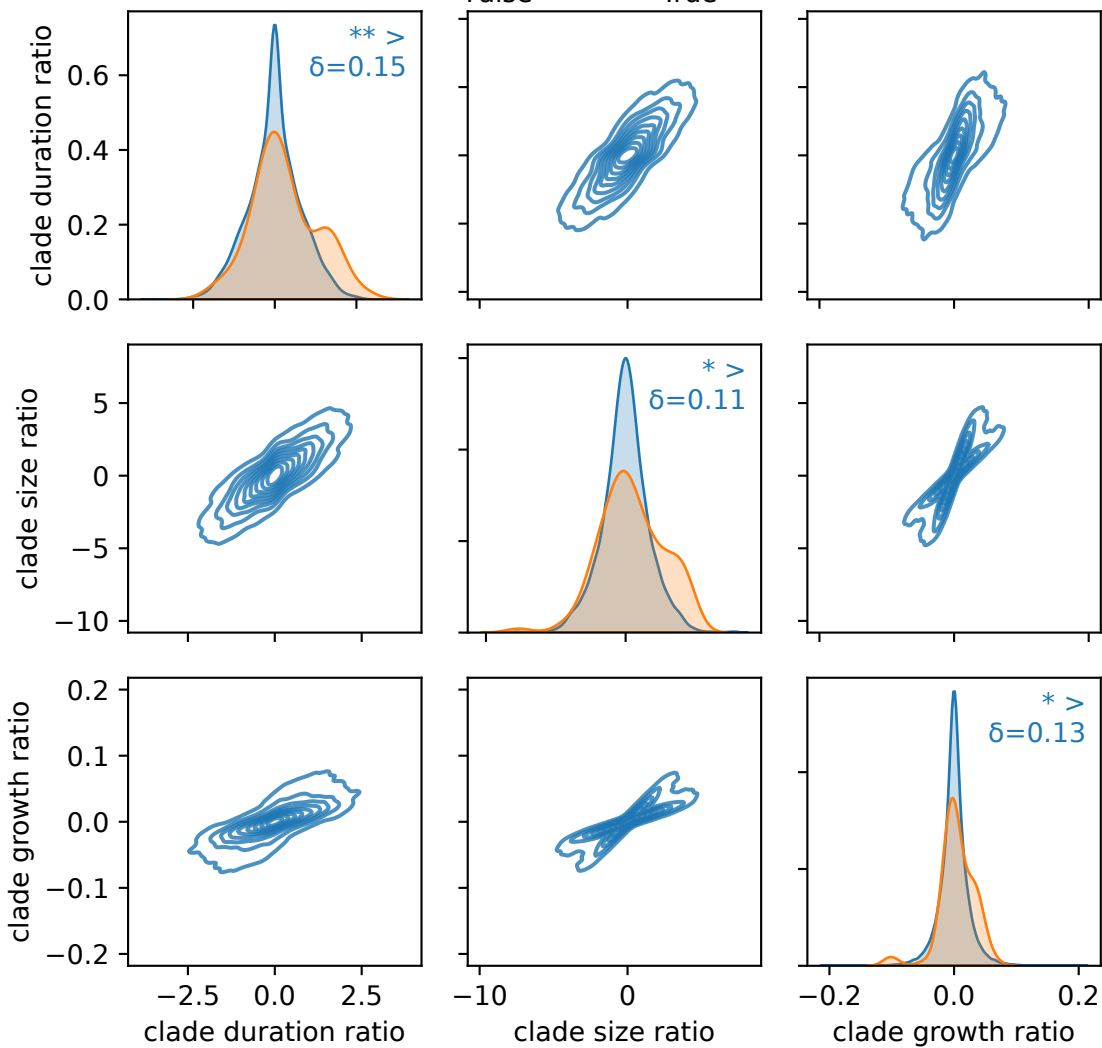 clade duration ratio
0.6
0.4
0.2
0.0
** >
δ=0.15
clade size ratio
5
0
−5
−10
* >
δ=0.11
clade growth ratio
0.2
0.1
0.0
−0.1
−0.2
* >
δ=0.13
−2.5 0.0 2.5
−10 0
−0.2 0.0 0.2
clade duration ratio
clade size ratio
clade growth ratio